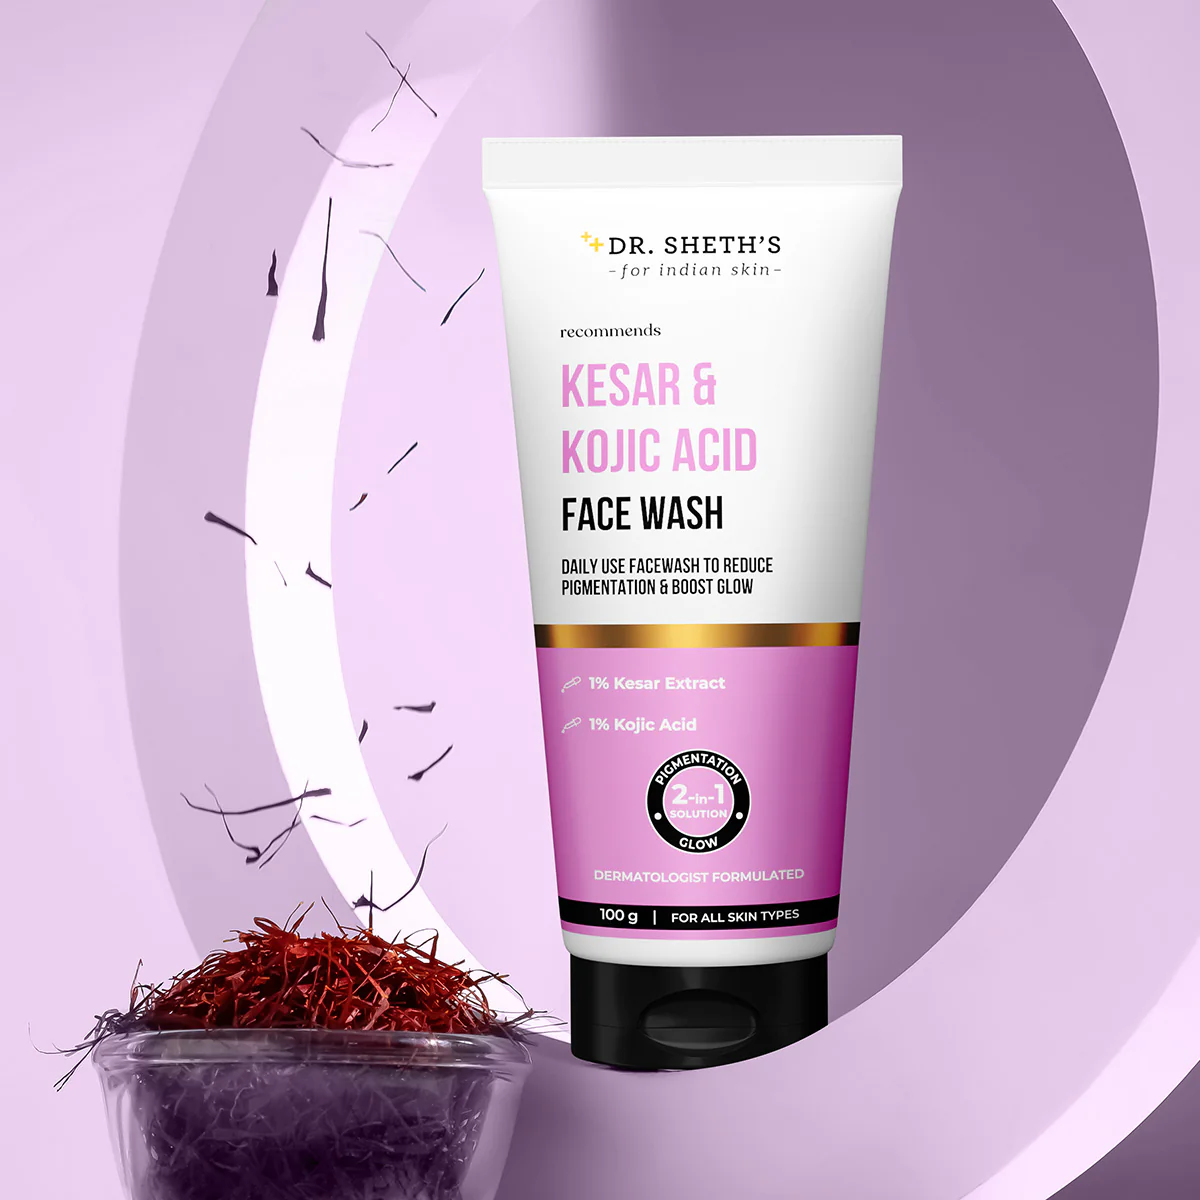 DR. SHETH'S
-for indian skin-
recommends
KESAR &
KOJIC ACID
FACE WASH
DAILY USE FACEWASH TO REDUCE
PIGMENTATION & BOOST GLOW
1% Kesar Extract
1% Kojic Acid
PIGMENTATION
2-in-1
SOLUTION
GLOW
DERMATOLOGIST FORMULATED
100 g | FOR ALL SKIN TYPES